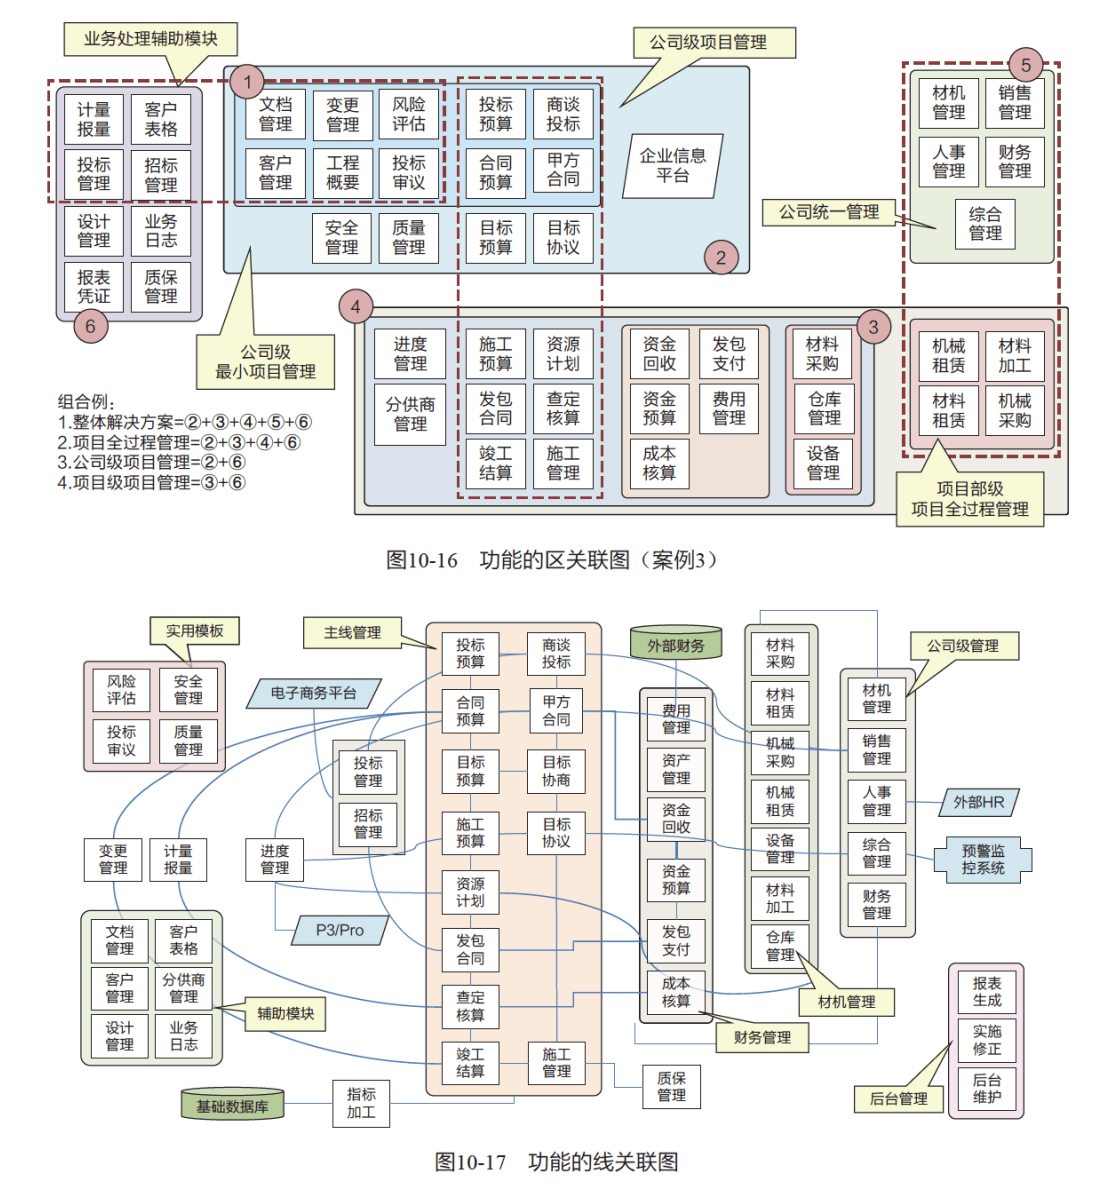 业务处理辅助模块
公司级项目管理
①
⑤
计量
报量
客户
表格
投标
管理
招标
管理
设计
管理
业务
日志
报表
凭证
质保
管理
⑥
文档
管理
变更
管理
风险
评估
投标
预算
商谈
投标
客户
管理
工程
概要
投标
审议
合同
预算
甲方
合同
安全
管理
质量
管理
目标
预算
目标
协议
企业信息
平台
②
材机
管理
销售
管理
人事
管理
财务
管理
综合
管理
公司统一管理
公司级
最小项目管理
④
③
进度
管理
施工
预算
资源
计划
分供商
管理
发包
合同
查定
核算
竣工
结算
施工
管理
资金
回收
发包
支付
资金
预算
费用
管理
成本
核算
材料
采购
仓库
管理
设备
管理
机械
租赁
材料
加工
材料
租赁
机械
采购
项目部级
项目全过程管理
组合例：
1.整体解决方案=②+③+④+⑤+⑥
2.项目全过程管理=②+③+④+⑥
3.公司级项目管理=②+⑥
4.项目级项目管理=③+⑥
图10-16 功能的区关联图（案例3）
实用模板
风险
评估
安全
管理
投标
审议
质量
管理
电子商务平台
投标
管理
招标
管理
变更
管理
计量
报量
进度
管理
P3/Pro
文档
管理
客户
表格
客户
管理
分供商
管理
设计
管理
业务
日志
辅助模块
基础数据库
指标
加工
主线管理
投标
预算
商谈
投标
合同
预算
甲方
合同
目标
预算
目标
协商
施工
预算
目标
协议
资源
计划
发包
合同
查定
核算
竣工
结算
施工
管理
质保
管理
外部财务
费用
管理
资产
管理
资金
回收
资金
预算
发包
支付
成本
核算
财务管理
材料
采购
材料
租赁
机械
采购
机械
租赁
设备
管理
材料
加工
仓库
管理
材机管理
公司级管理
材机
管理
销售
管理
人事
管理
综合
管理
财务
管理
外部HR
预警监
控系统
报表
生成
实施
修正
后台
维护
后台管理
图10-17 功能的线关联图